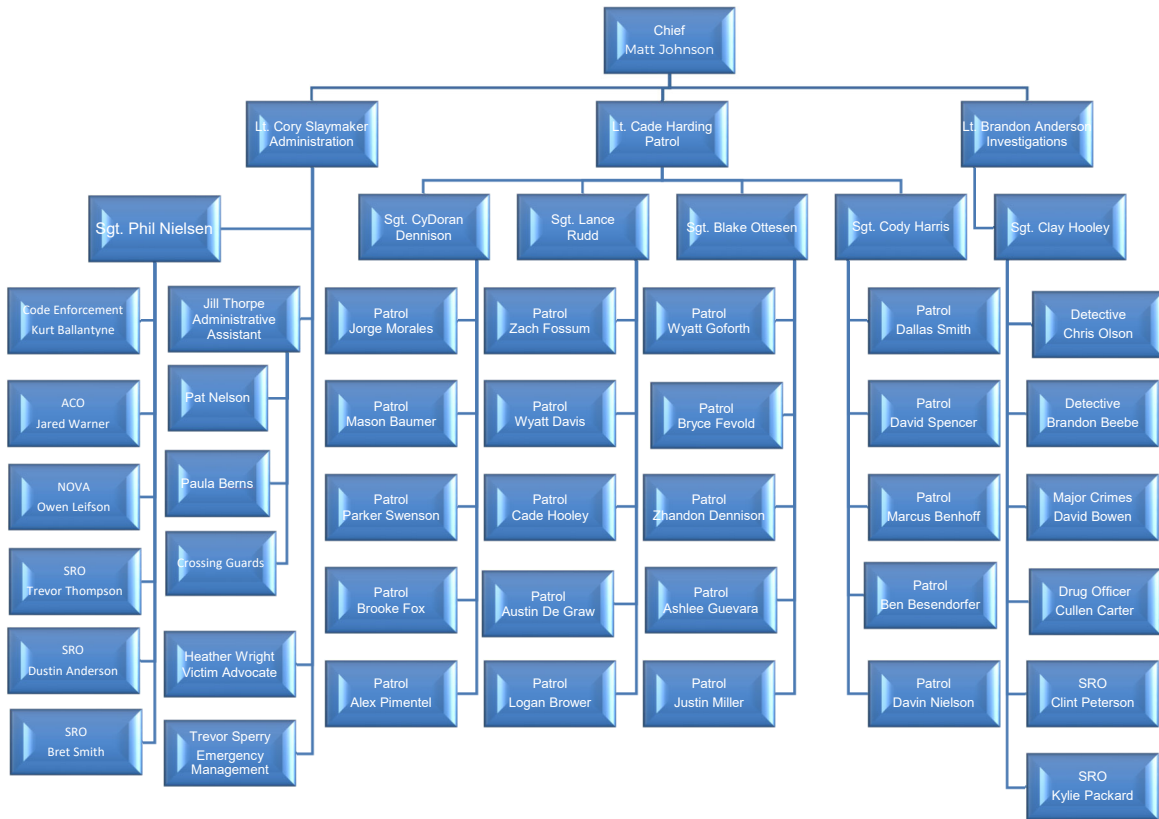 Chief
Matt Johnson
Lt. Cory Slaymaker
Administration
Lt. Cade Harding
Patrol
Lt. Brandon Anderson
Investigations
Sgt. Phil Nielsen
Sgt. CyDoran
Dennison
Sgt. Lance
Rudd
Sgt. Blake Ottesen
Sgt. Cody Harris
Sgt. Clay Hooley
Code Enforcement
Kurt Ballantyne
ACO
Jared Warner
NOVA
Owen Leifson
SRO
Trevor Thompson
SRO
Dustin Anderson
SRO
Bret Smith
Jill Thorpe
Administrative
Assistant
Pat Nelson
Paula Berns
Crossing Guards
Heather Wright
Victim Advocate
Trevor Sperry
Emergency
Management
Patrol
Jorge Morales
Patrol
Mason Baumer
Patrol
Parker Swenson
Patrol
Brooke Fox
Patrol
Alex Pimentel
Patrol
Zach Fossum
Patrol
Wyatt Davis
Patrol
Cade Hooley
Patrol
Austin De Graw
Patrol
Logan Brower
Patrol
Wyatt Goforth
Patrol
Bryce Fevold
Patrol
Zhandon Dennison
Patrol
Ashlee Guevara
Patrol
Justin Miller
Patrol
Dallas Smith
Patrol
David Spencer
Patrol
Marcus Benhoff
Patrol
Ben Besendorfer
Patrol
Davin Nielson
Detective
Chris Olson
Detective
Brandon Beebe
Major Crimes
David Bowen
Drug Officer
Cullen Carter
SRO
Clint Peterson
SRO
Kylie Packard